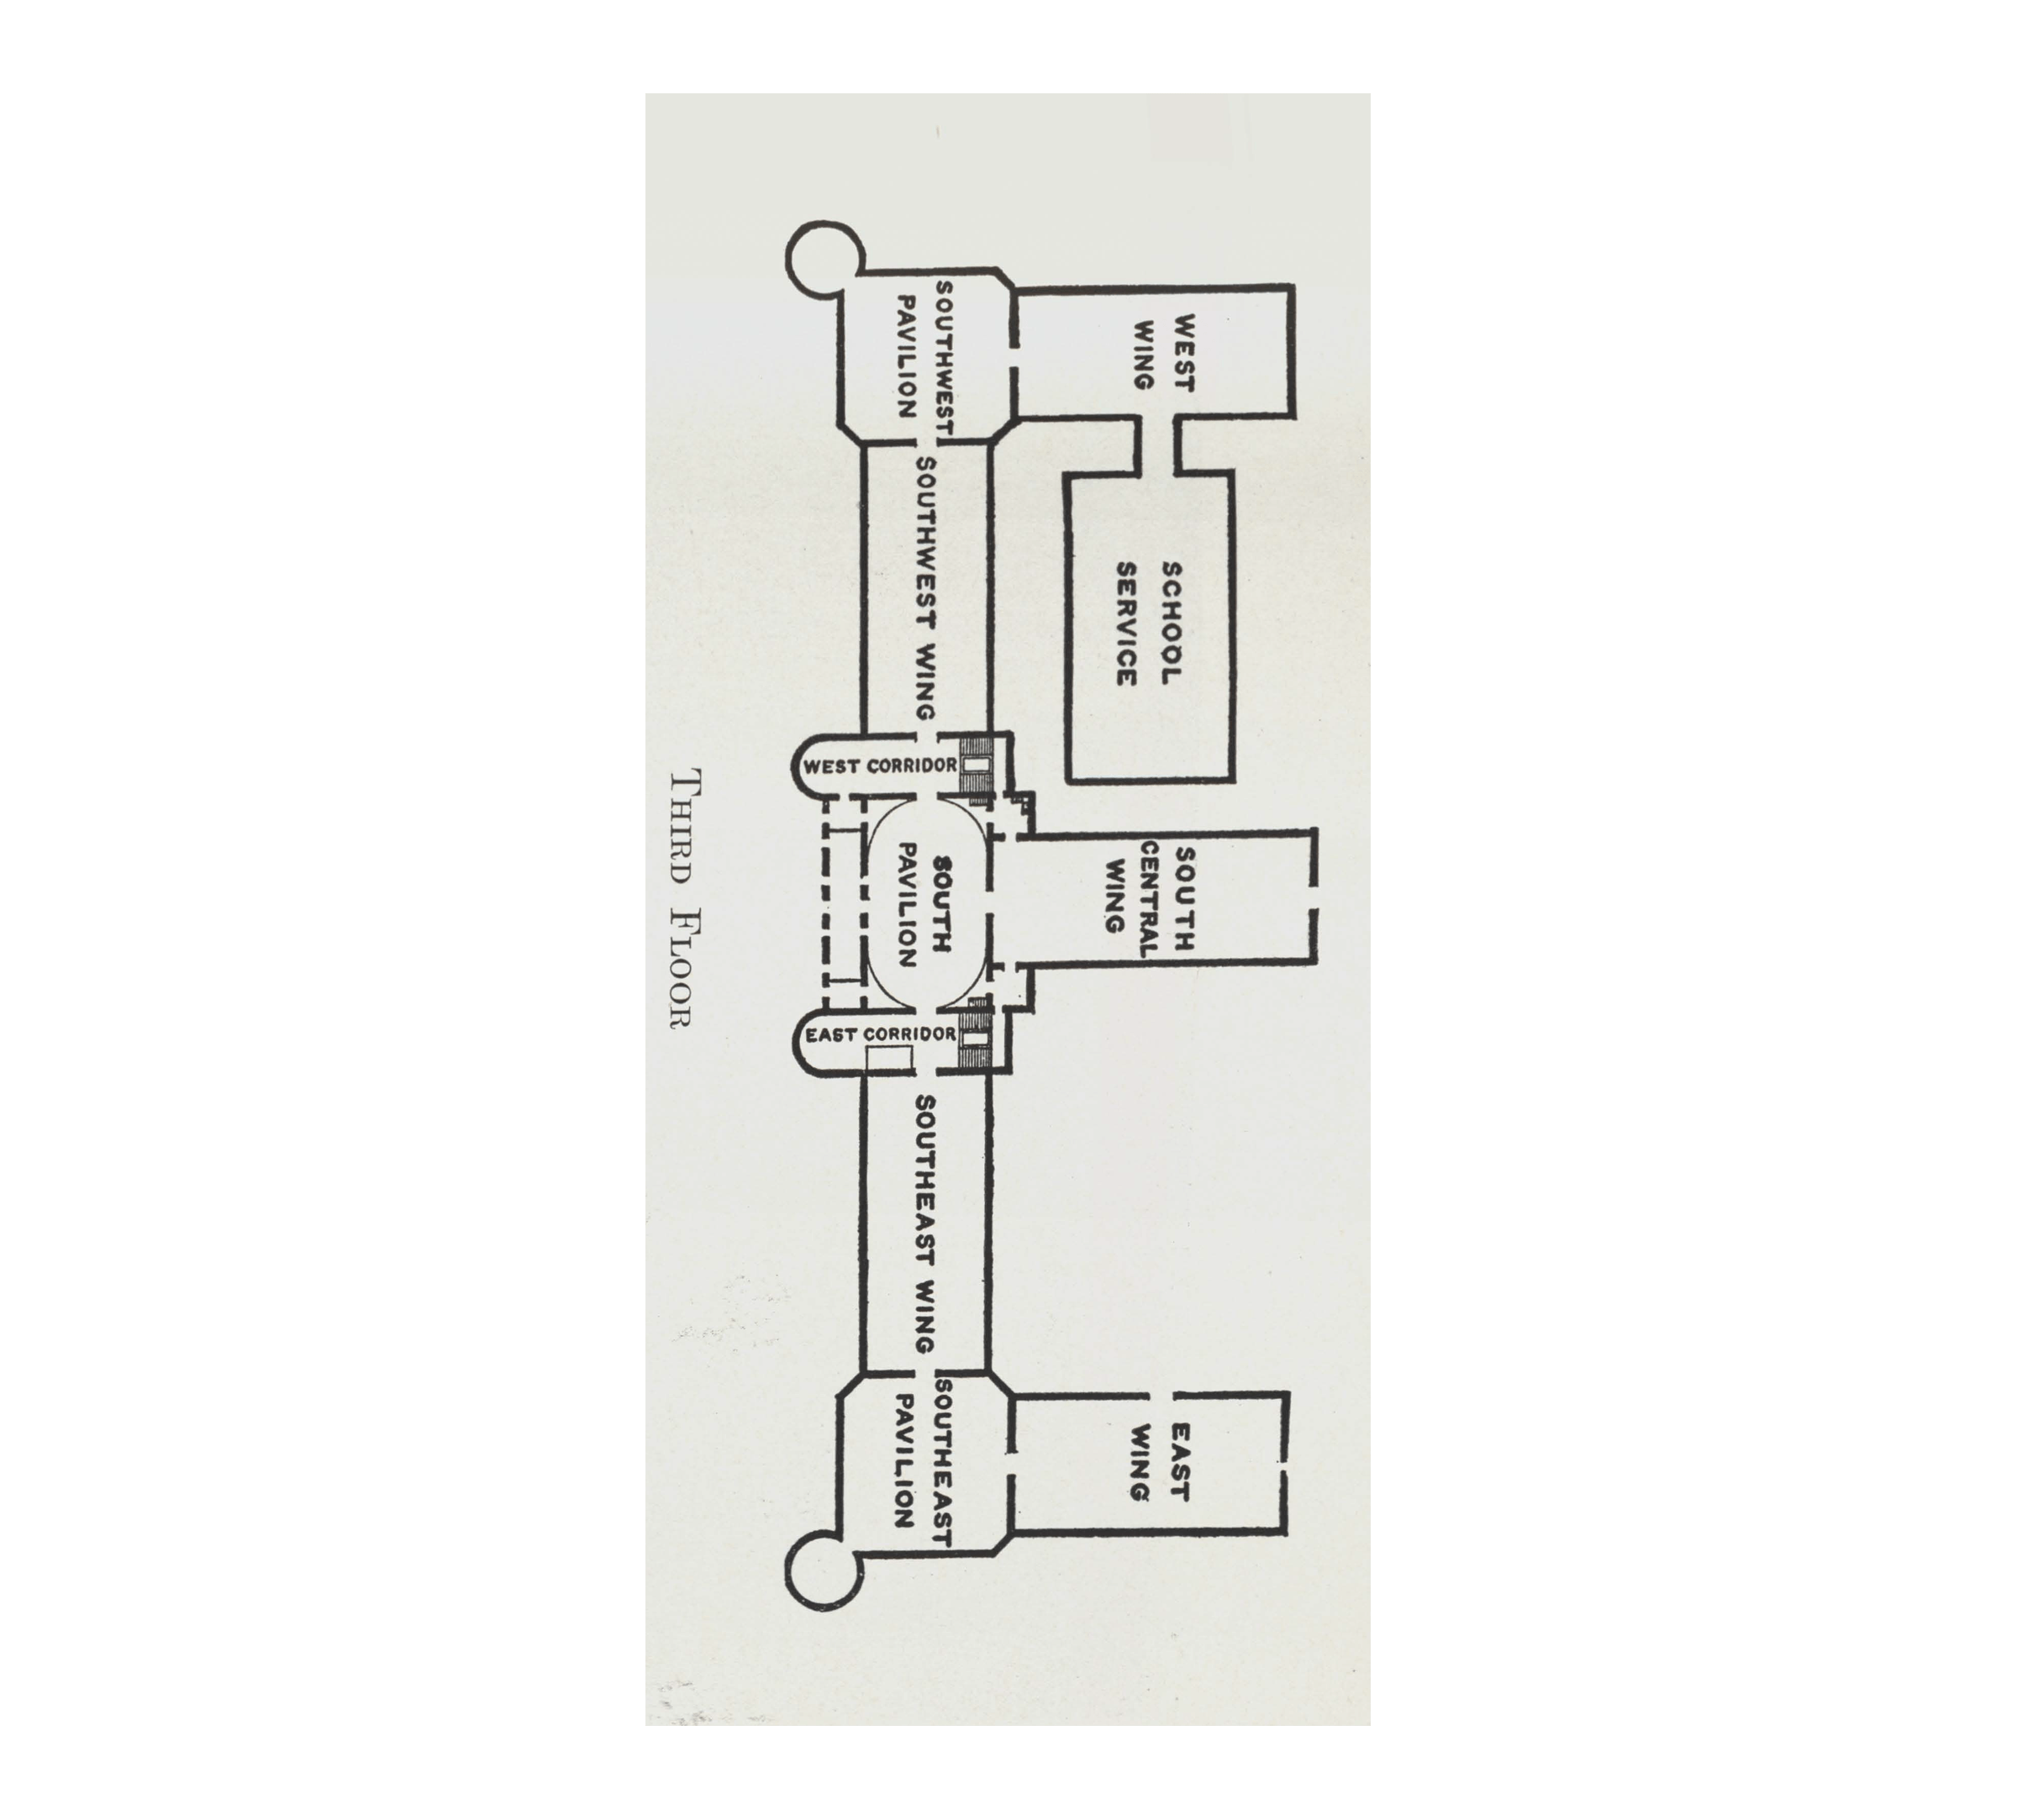 WEST
WING
SCHOOL
SERVICE
SOUTH
CENTRAL
WING
EAST
WING
SOUTHWEST
PAVILION
SOUTHWEST WING
WEST CORRIDOR
SOUTH
PAVILION
EAST CORRIDOR
SOUTHEAST WING
SOUTHEAST
PAVILION
THIRD FLOOR